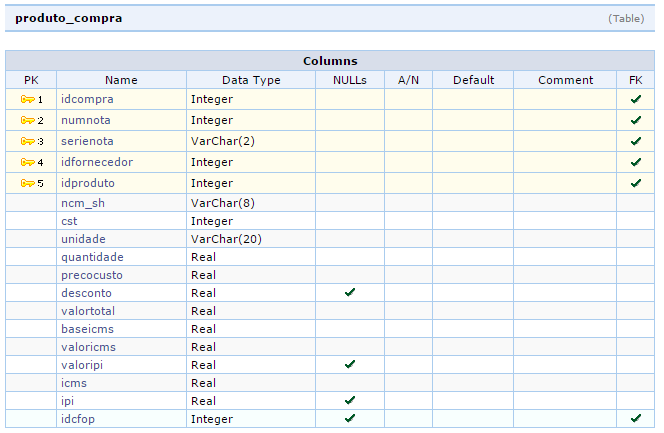 produto_compra (Table)
Columns
PK Name Data Type NULLs A/N Default Comment FK
1 idcompra Integer
2 numnota Integer
3 serienota VarChar(2)
4 idfornecedor Integer
5 idproduto Integer
ncm_sh VarChar(8)
cst Integer
unidade VarChar(20)
quantidade Real
precocusto Real
desconto Real
valortotal Real
baseicms Real
valoricms Real
valoripi Real
icms Real
ipi Real
idcfop Integer